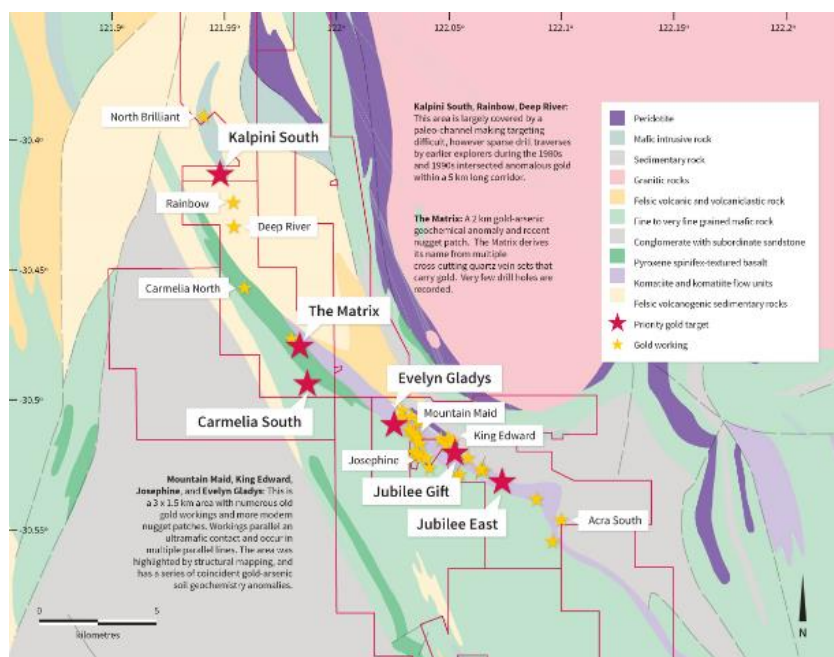 121.9°
121.99°
122°
122.05°
122.1°
122.19°
122.2°
-30.4°
-30.45°
-30.5°
-30.55°
North Brilliant
Kalpini South
Rainbow
Deep River
Carmelia North
The Matrix
Carmelia South
Evelyn Gladys
Mountain Maid
King Edward
Josephine
Jubilee Gift
Jubilee East
Acra South
Kalpini South, Rainbow, Deep River:
This area is largely covered by a
paleo-channel making targeting
difficult, however sparse drill traverses
by earlier explorers during the 1980s
and 1990s intersected anomalous gold
within a 5 km long corridor.
The Matrix: A 2 km gold-arsenic
geochemical anomaly and recent
nugget patch. The Matrix derives
its name from multiple
cross cutting quartz vein sets that
carry gold. Very few drill holes are
recorded.
Peridotite
Mafic intrusive rock
Sedimentary rock
Granitic rocks
Felsic volcanic and volcaniclastic rock
Fine to very fine grained mafic rock
Conglomerate with subordinate sandstone
Pyroxene spinifex-textured basalt
Komatiite and komatiite flow units
Felsic volcanogenic sedimentary rocks
Priority gold target
Gold working
Mountain Maid, King Edward,
Josephine, and Evelyn Gladys: This is
a 3 x 1.5 km area with numerous old
gold workings and more modern
nugget patches. Workings parallel an
ultramafic contact and occur in
multiple parallel lines. The area was
highlighted by structural mapping, and
has a series of coincident gold-arsenic
soil geochemistry anomalies.
0 5
kilometres
N